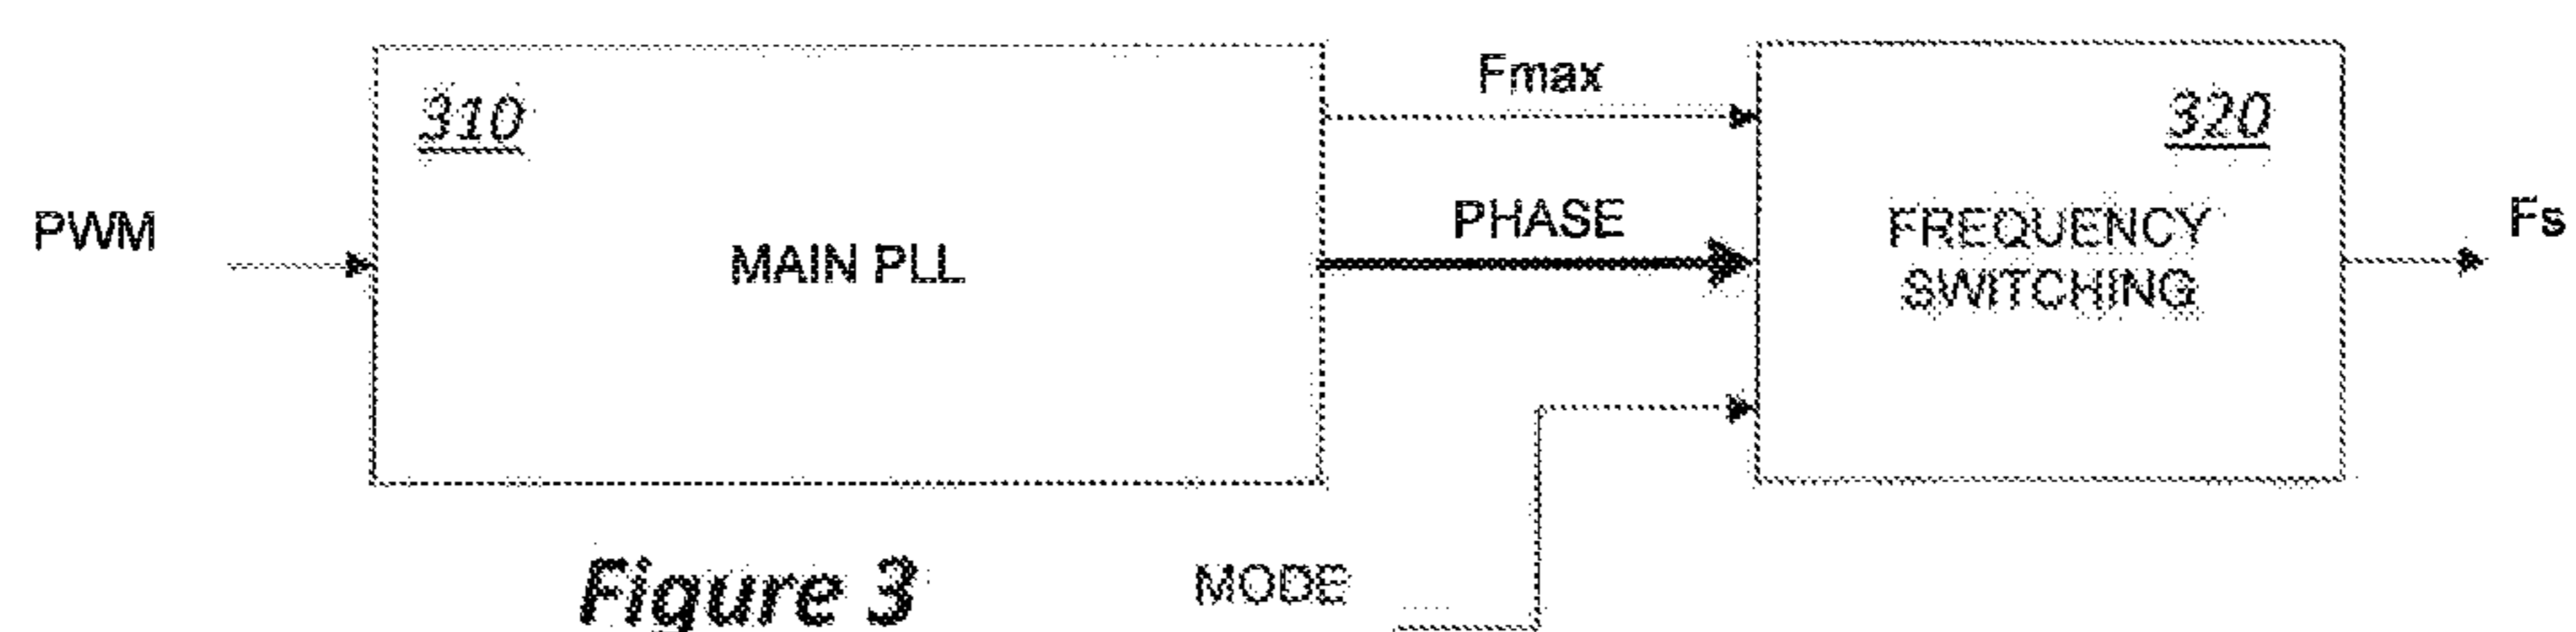 Fmax
310
320
PWM
PHASE
MAIN PLL
FREQUENCY
SWITCHING
Fs
Figure 3
MODE